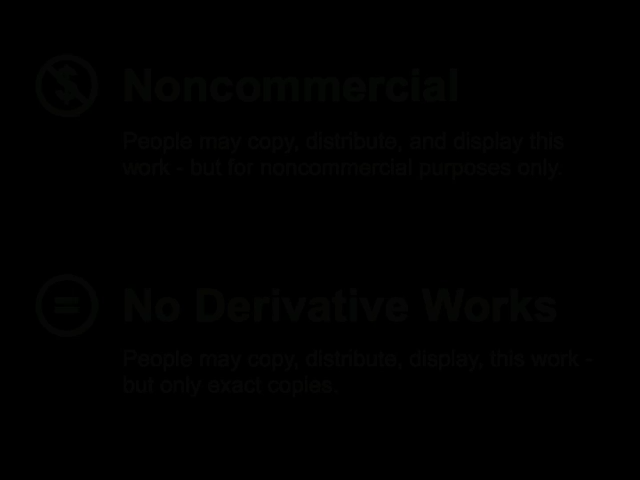 Noncommercial
People may copy, distribute, and display this
work - but for noncommercial purposes only.
No Derivative Works
People may copy, distribute, display, this work -
but only exact copies.